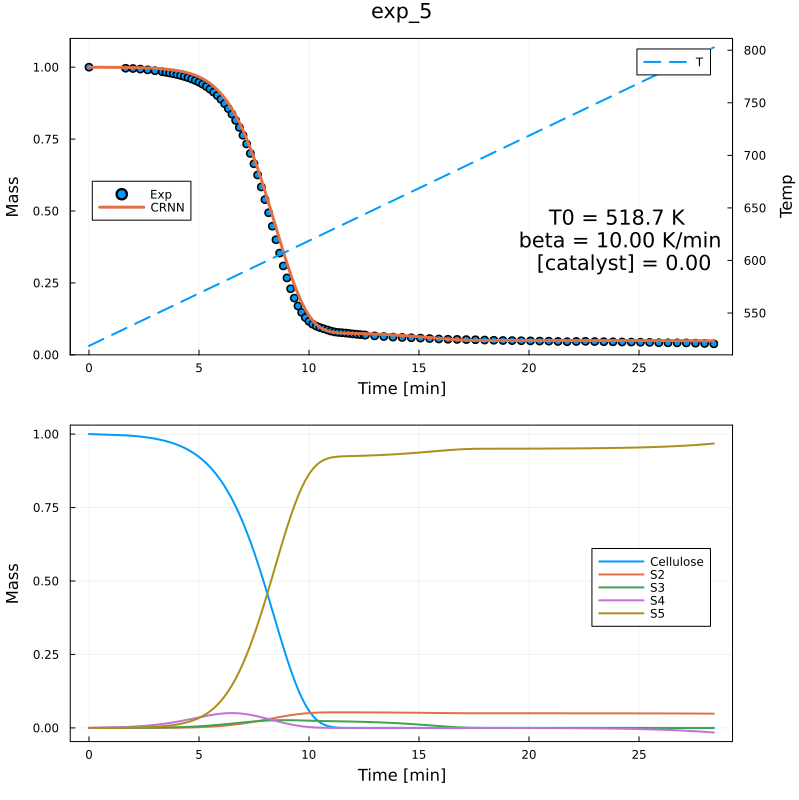 exp_5
1.00
0.75
0.50
0.25
0.00
Mass
0
5
10
15
20
25
Time [min]
800
750
700
650
600
550
Temp
T
Exp
CRNN
T0 = 518.7 K
beta = 10.00 K/min
[catalyst] = 0.00
1.00
0.75
0.50
0.25
0.00
Mass
0
5
10
15
20
25
Time [min]
Cellulose
S2
S3
S4
S5